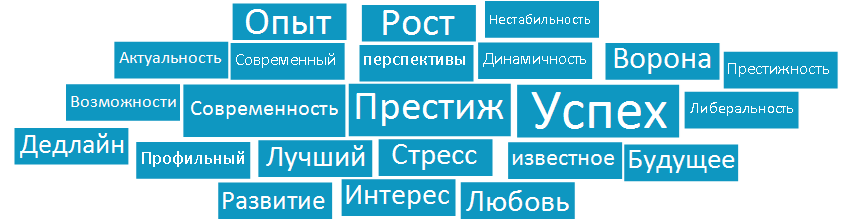 Опыт Рост Нестабильность
Актуальность Современный перспективы Динамичность Ворона Престижность
Возможности Современность Престиж Успех Либеральность
Дедлайн Профильный Лучший Стресс известное Будущее
Развитие Интерес Любовь